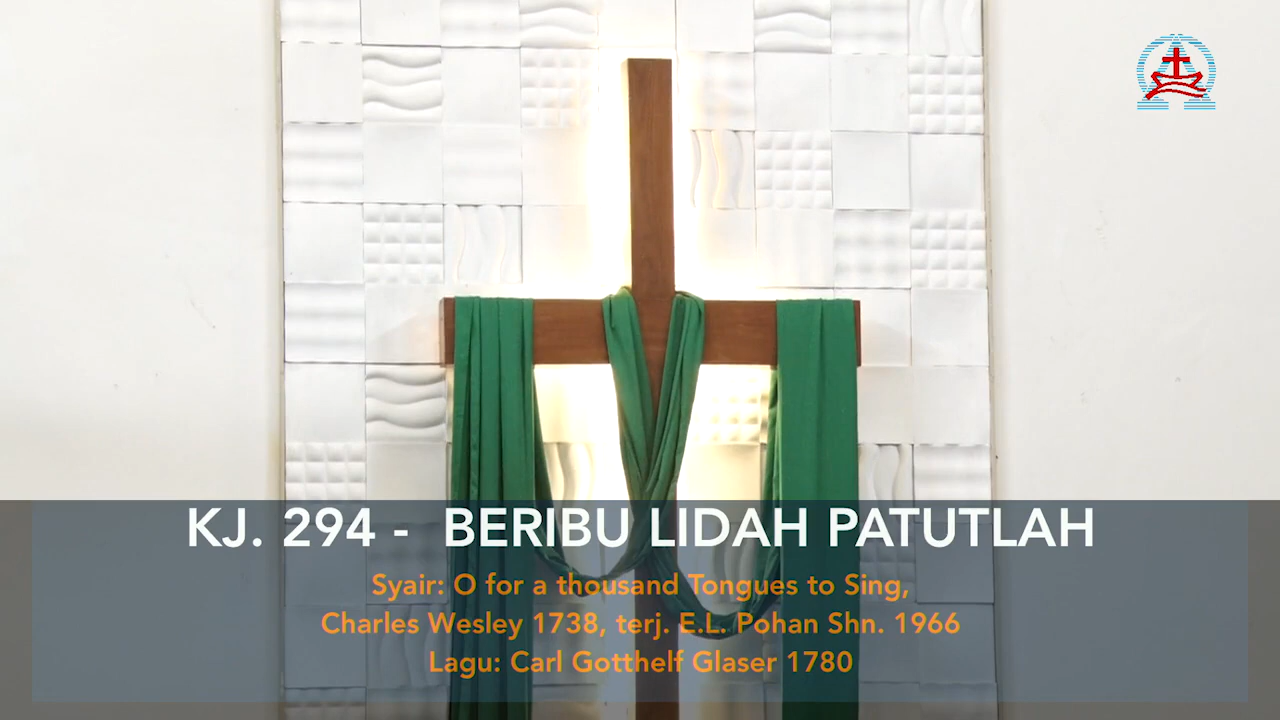 KJ. 294 - BERIBU LIDAH PATUTLAH
Syair: O for a thousand Tongues to Sing,
Charles Wesley 1738, terj. E.L. Pohan Shn. 1966
Lagu: Carl Gotthelf Glaser 1780